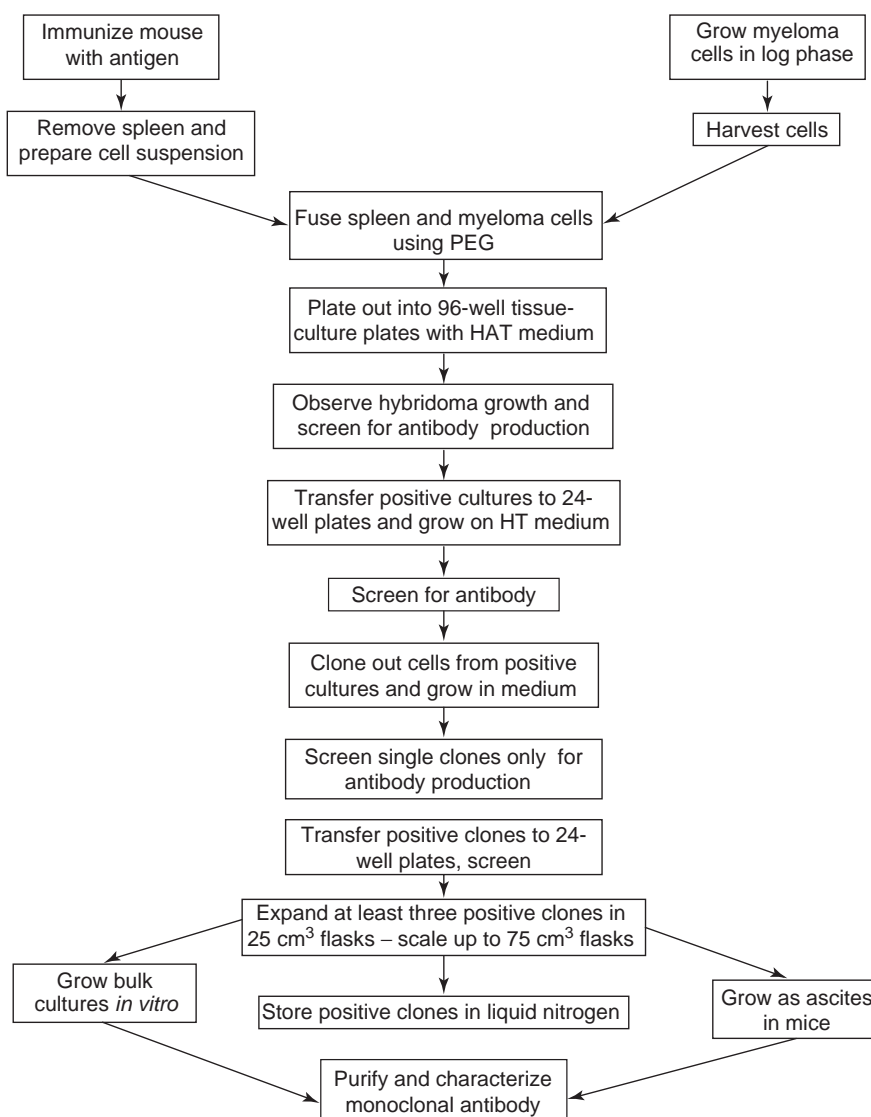 Immunize mouse
with antigen
Grow myeloma
cells in log phase
Remove spleen and
prepare cell suspension
Harvest cells
Fuse spleen and myeloma cells
using PEG
Plate out into 96-well tissue-
culture plates with HAT medium
Observe hybridoma growth and
screen for antibody production
Transfer positive cultures to 24-
well plates and grow on HT medium
Screen for antibody
Clone out cells from positive
cultures and grow in medium
Screen single clones only for
antibody production
Transfer positive clones to 24-
well plates, screen
Expand at least three positive clones in
25 cm³ flasks – scale up to 75 cm³ flasks
Grow bulk
cultures in vitro
Store positive clones in liquid nitrogen
Grow as ascites
in mice
Purify and characterize
monoclonal antibody